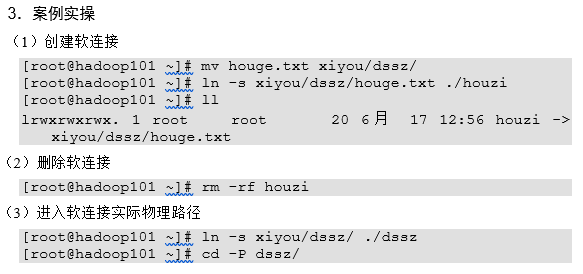 3．案例实操
（1）创建软连接
[root@hadoop101 ~]# mv houge.txt xiyou/dssz/
[root@hadoop101 ~]# ln -s xiyou/dssz/houge.txt ./houzi
[root@hadoop101 ~]# ll
lrwxrwxrwx. 1 root root 20 6月 17 12:56 houzi ->
xiyou/dssz/houge.txt
（2）删除软连接
[root@hadoop101 ~]# rm -rf houzi
（3）进入软连接实际物理路径
[root@hadoop101 ~]# ln -s xiyou/dssz/ ./dssz
[root@hadoop101 ~]# cd -P dssz/